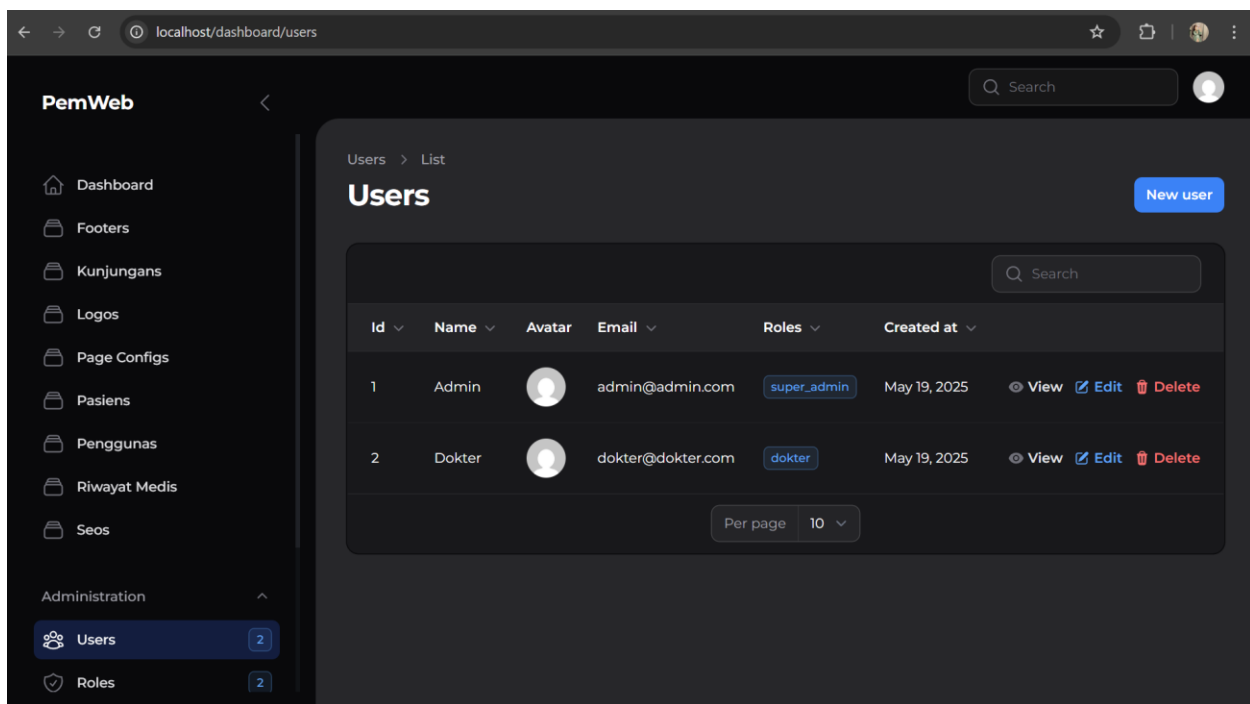 localhost/dashboard/users
PemWeb
Search
Dashboard
Footers
Kunjungans
Logos
Page Configs
Pasiens
Penggunas
Riwayat Medis
Seos
Administration
Users 2
Roles 2
Users > List
Users
New user
Search
Id Name Avatar Email Roles Created at
1 Admin admin@admin.com super_admin May 19, 2025 View Edit Delete
2 Dokter dokter@dokter.com dokter May 19, 2025 View Edit Delete
Per page 10